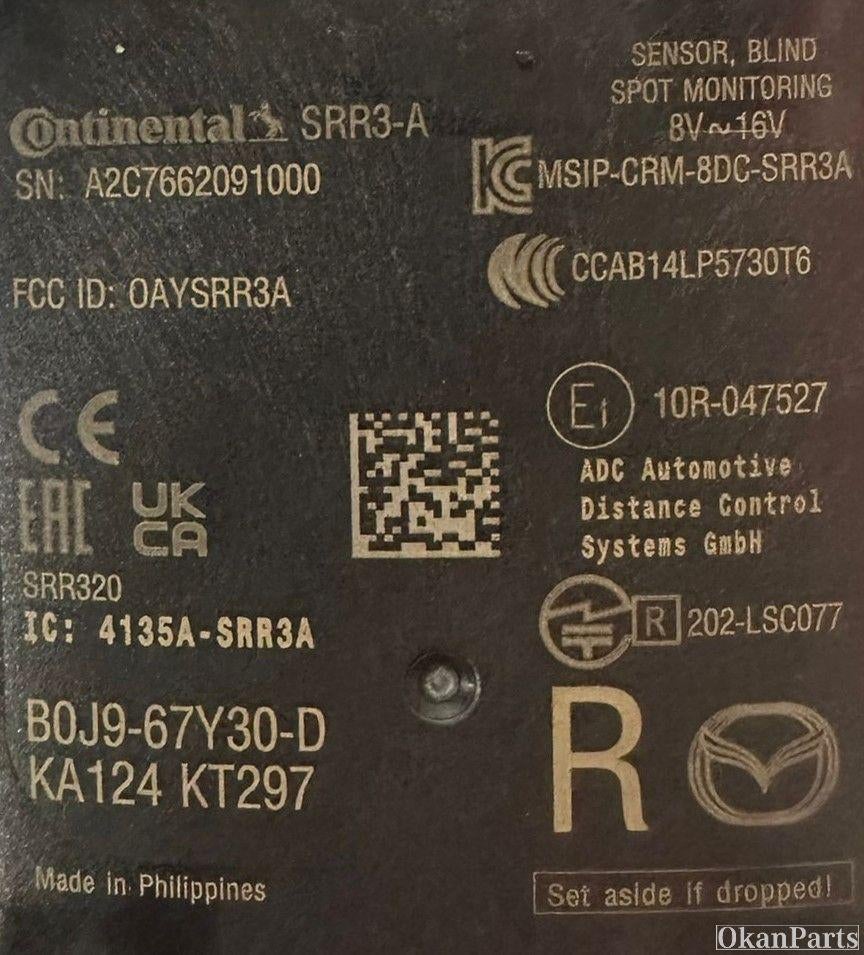 SENSOR, BLIND
SPOT MONITORING
8V~16V
Continental SRR3-A
SN: A2C7662091000
MSIP-CRM-8DC-SRR3A
CCAB14LP5730T6
FCC ID: OAYSRR3A
CE
E1 10R-047527
ADC Automotive
Distance Control
Systems GmbH
EAC UK
CA
SRR320
IC: 4135A-SRR3A
R 202-LSC077
B0J9-67Y30-D
KA124 KT297
R
Made in Philippines
Set aside if dropped!
OkanParts